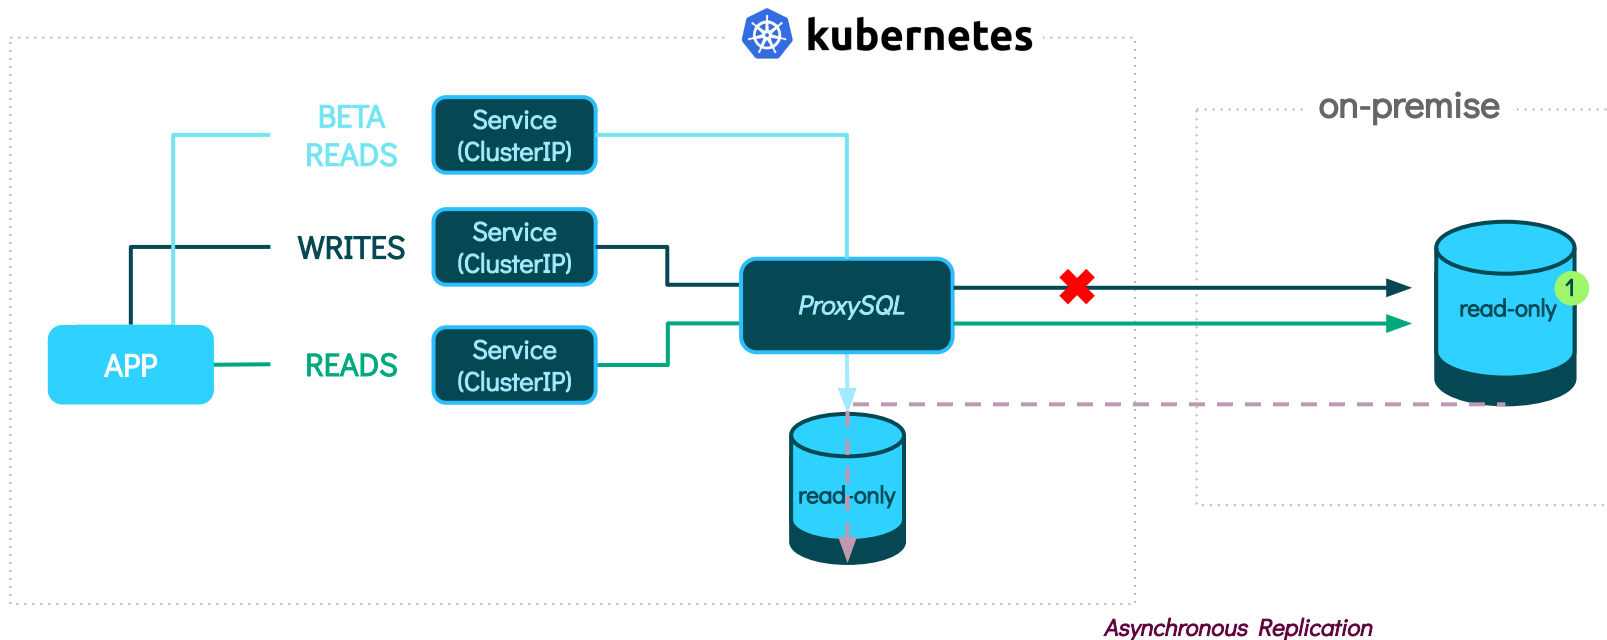 kubernetes
on-premise
BETA
READS
Service
(ClusterIP)
WRITES
Service
(ClusterIP)
ProxySQL
read-only
1
APP
READS
Service
(ClusterIP)
read-only
Asynchronous Replication